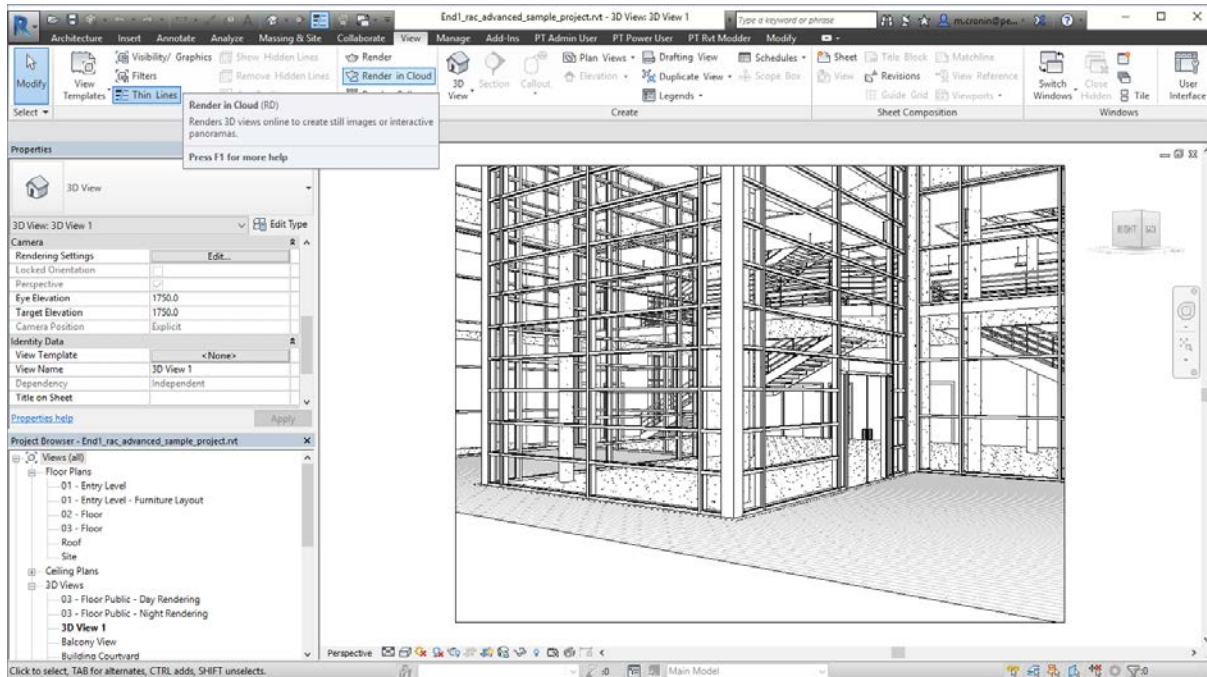 End1_rac_advanced_sample_project.rvt - 3D View: 3D View 1
Type a keyword or phrase
m.cronin@pe...
Architecture Insert Annotate Analyze Massing & Site Collaborate View Manage Add-Ins PT Admin User PT Power User PT Rvt Modder Modify
Modify
View
Templates
Visibility/ Graphics
Filters
Thin Lines
Show Hidden Lines
Remove Hidden Lines
Render
Render in Cloud
3D
View
Section
Callout
Plan Views
Elevation
Drafting View
Duplicate View
Legends
Schedules
Scope Box
Sheet
View
Title Block
Revisions
Guide Grid
Matchline
View Reference
Viewports
Switch
Windows
Close
Hidden
Tile
User
Interface
Select
Create
Sheet Composition
Windows
Render in Cloud (RD)
Renders 3D views online to create still images or interactive
panoramas.
Press F1 for more help
Properties
3D View
3D View: 3D View 1
Edit Type
Camera
Rendering Settings Edit...
Locked Orientation
Perspective
Eye Elevation 1750.0
Target Elevation 1750.0
Camera Position Explicit
Identity Data
View Template <None>
View Name 3D View 1
Dependency Independent
Title on Sheet
Properties help
Apply
RIGHT
Project Browser - End1_rac_advanced_sample_project.rvt
Views (all)
Floor Plans
01 - Entry Level
01 - Entry Level - Furniture Layout
02 - Floor
03 - Floor
Roof
Site
Ceiling Plans
3D Views
03 - Floor Public - Day Rendering
03 - Floor Public - Night Rendering
3D View 1
Balcony View
Building Courtyard
Perspective
Click to select, TAB for alternates, CTRL adds, SHIFT unselects.
:0
Main Model
:0